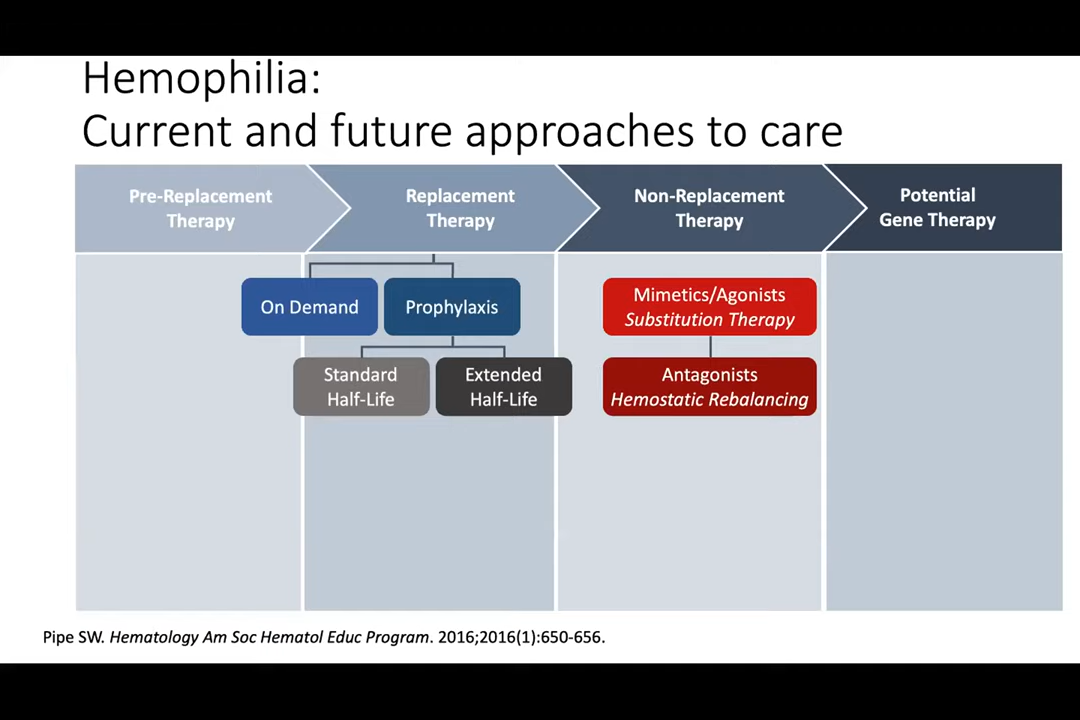 Hemophilia:
Current and future approaches to care
Pre-Replacement
Therapy
Replacement
Therapy
Non-Replacement
Therapy
Potential
Gene Therapy
On Demand
Prophylaxis
Standard
Half-Life
Extended
Half-Life
Mimetics/Agonists
Substitution Therapy
Antagonists
Hemostatic Rebalancing
Pipe SW. Hematology Am Soc Hematol Educ Program. 2016;2016(1):650-656.